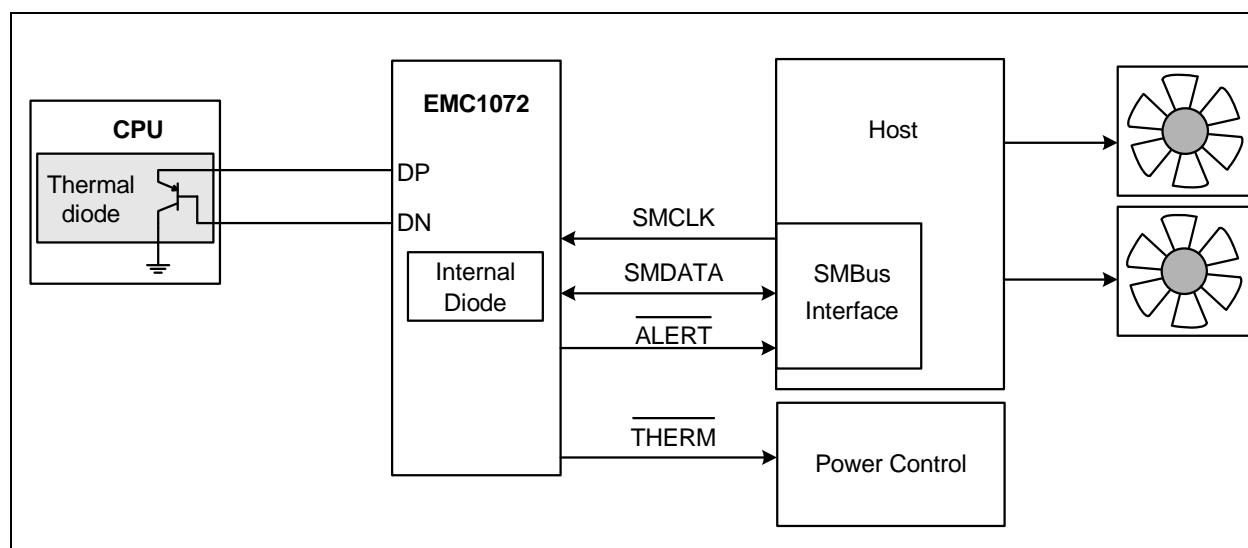 CPU
Thermal
diode
EMC1072
DP
DN
Internal
Diode
SMCLK
SMDATA
ALERT
THERM
Host
SMBus
Interface
Power Control